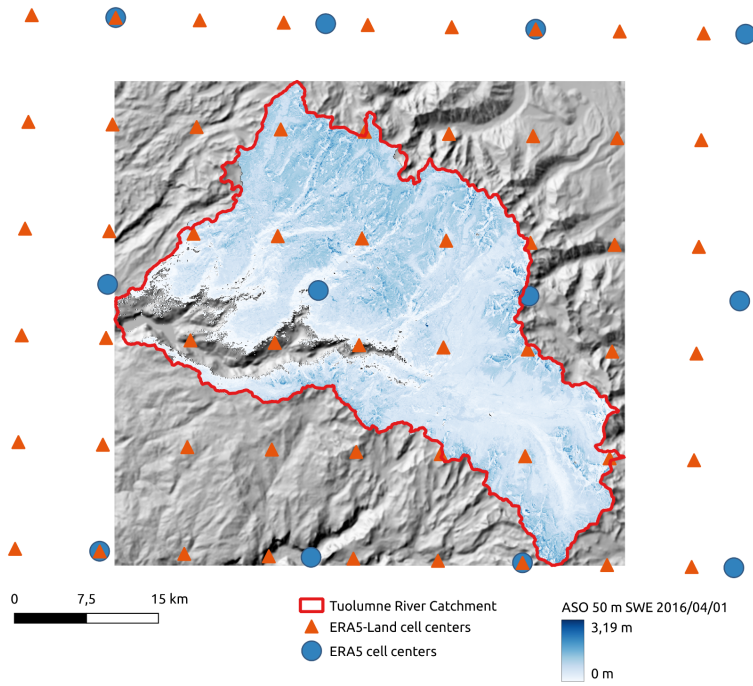 0 7,5 15 km
Tuolumne River Catchment
ERA5-Land cell centers
ERA5 cell centers
ASO 50 m SWE 2016/04/01
3,19 m
0 m